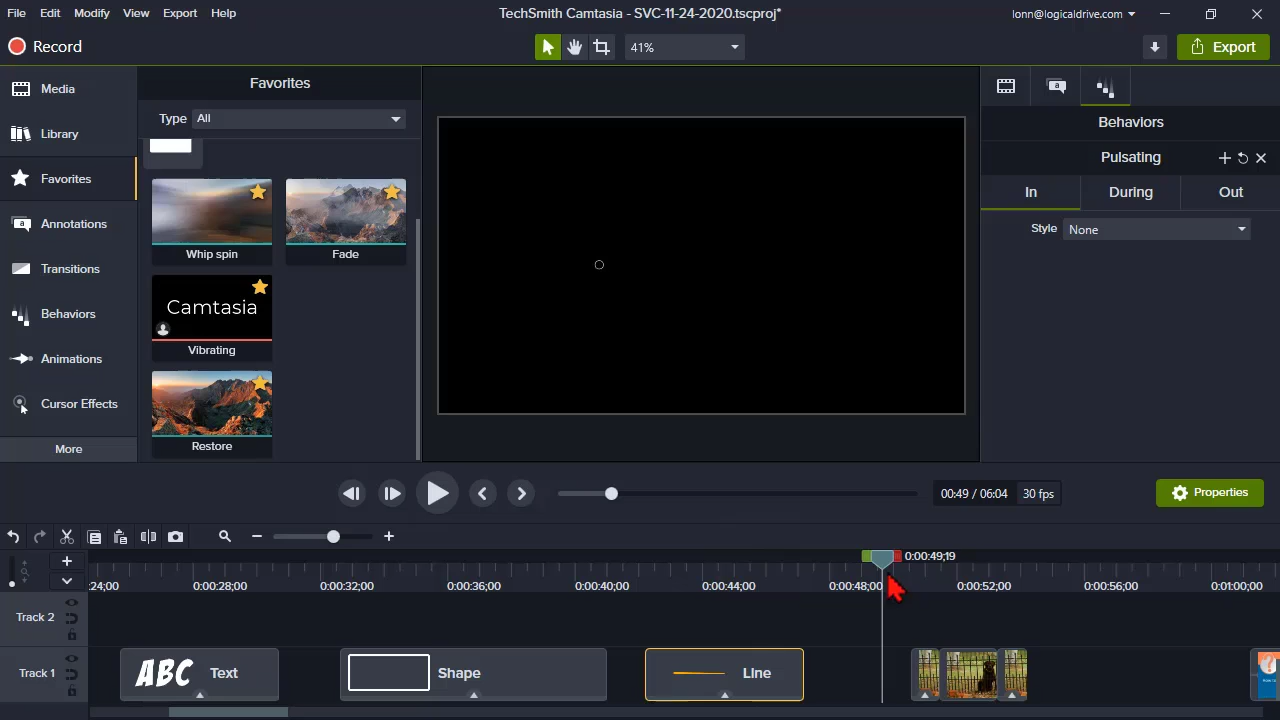 File Edit Modify View Export Help
TechSmith Camtasia - SVC-11-24-2020.tscproj*
lonn@logicaldrive.com
Record
41%
Export
Media
Library
Favorites
Annotations
Transitions
Behaviors
Animations
Cursor Effects
More
Favorites
Type All
Whip spin
Fade
Camtasia
Vibrating
Restore
Behaviors
Pulsating
In During Out
Style None
00:49 / 06:04 30 fps
Properties
0:00:49;19
:24;00 0:00:28;00 0:00:32;00 0:00:36;00 0:00:40;00 0:00:44;00 0:00:48;00 0:00:52;00 0:00:56;00 0:01:00;00
Track 2
Track 1
ABC Text
Shape
Line